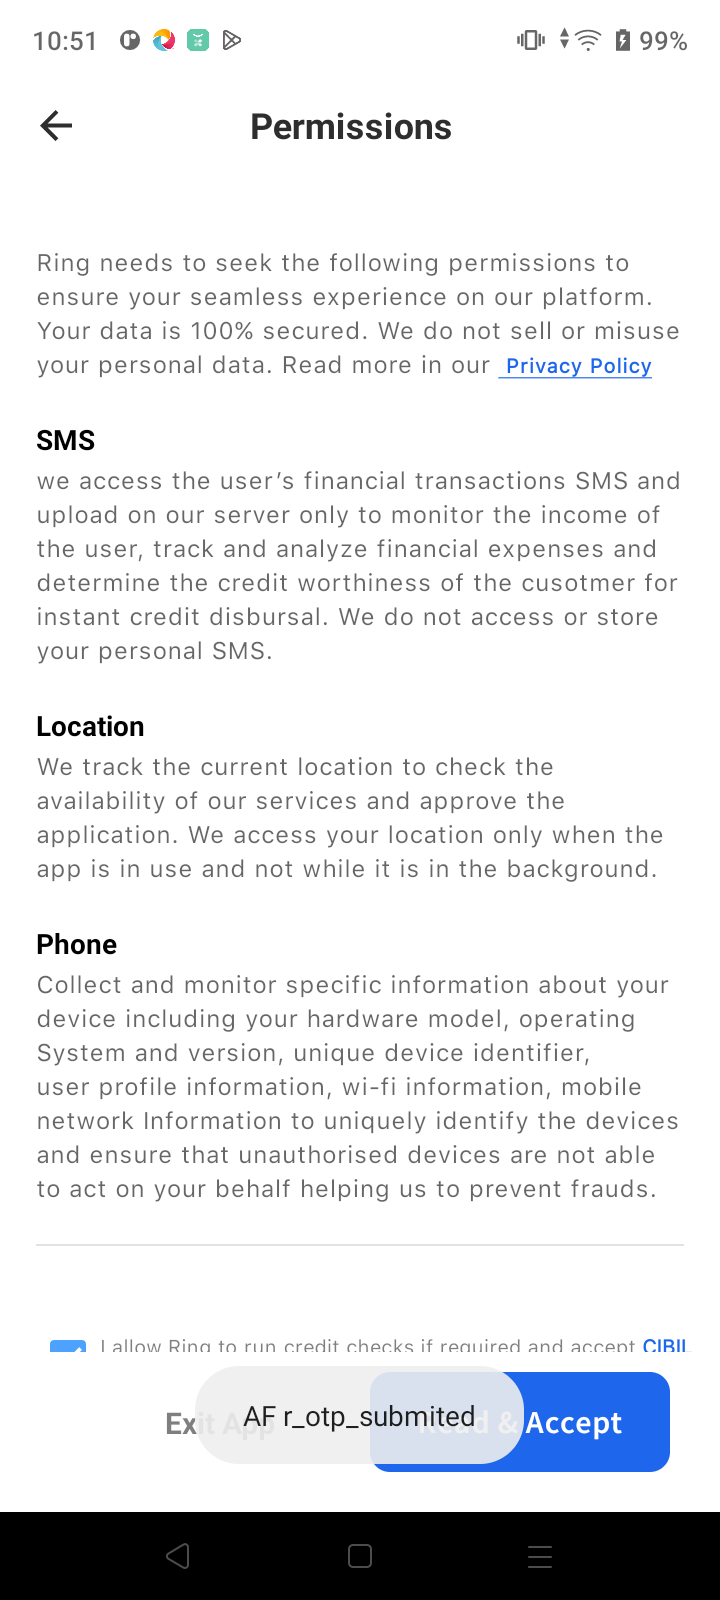 10:51
99%
Permissions
Ring needs to seek the following permissions to
ensure your seamless experience on our platform.
Your data is 100% secured. We do not sell or misuse
your personal data. Read more in our Privacy Policy
SMS
we access the user’s financial transactions SMS and
upload on our server only to monitor the income of
the user, track and analyze financial expenses and
determine the credit worthiness of the cusotmer for
instant credit disbursal. We do not access or store
your personal SMS.
Location
We track the current location to check the
availability of our services and approve the
application. We access your location only when the
app is in use and not while it is in the background.
Phone
Collect and monitor specific information about your
device including your hardware model, operating
System and version, unique device identifier,
user profile information, wi-fi information, mobile
network Information to uniquely identify the devices
and ensure that unauthorised devices are not able
to act on your behalf helping us to prevent frauds.
I allow Ring to run credit checks if required and accept CIBIL
Exit App
AF r_otp_submited
Read & Accept